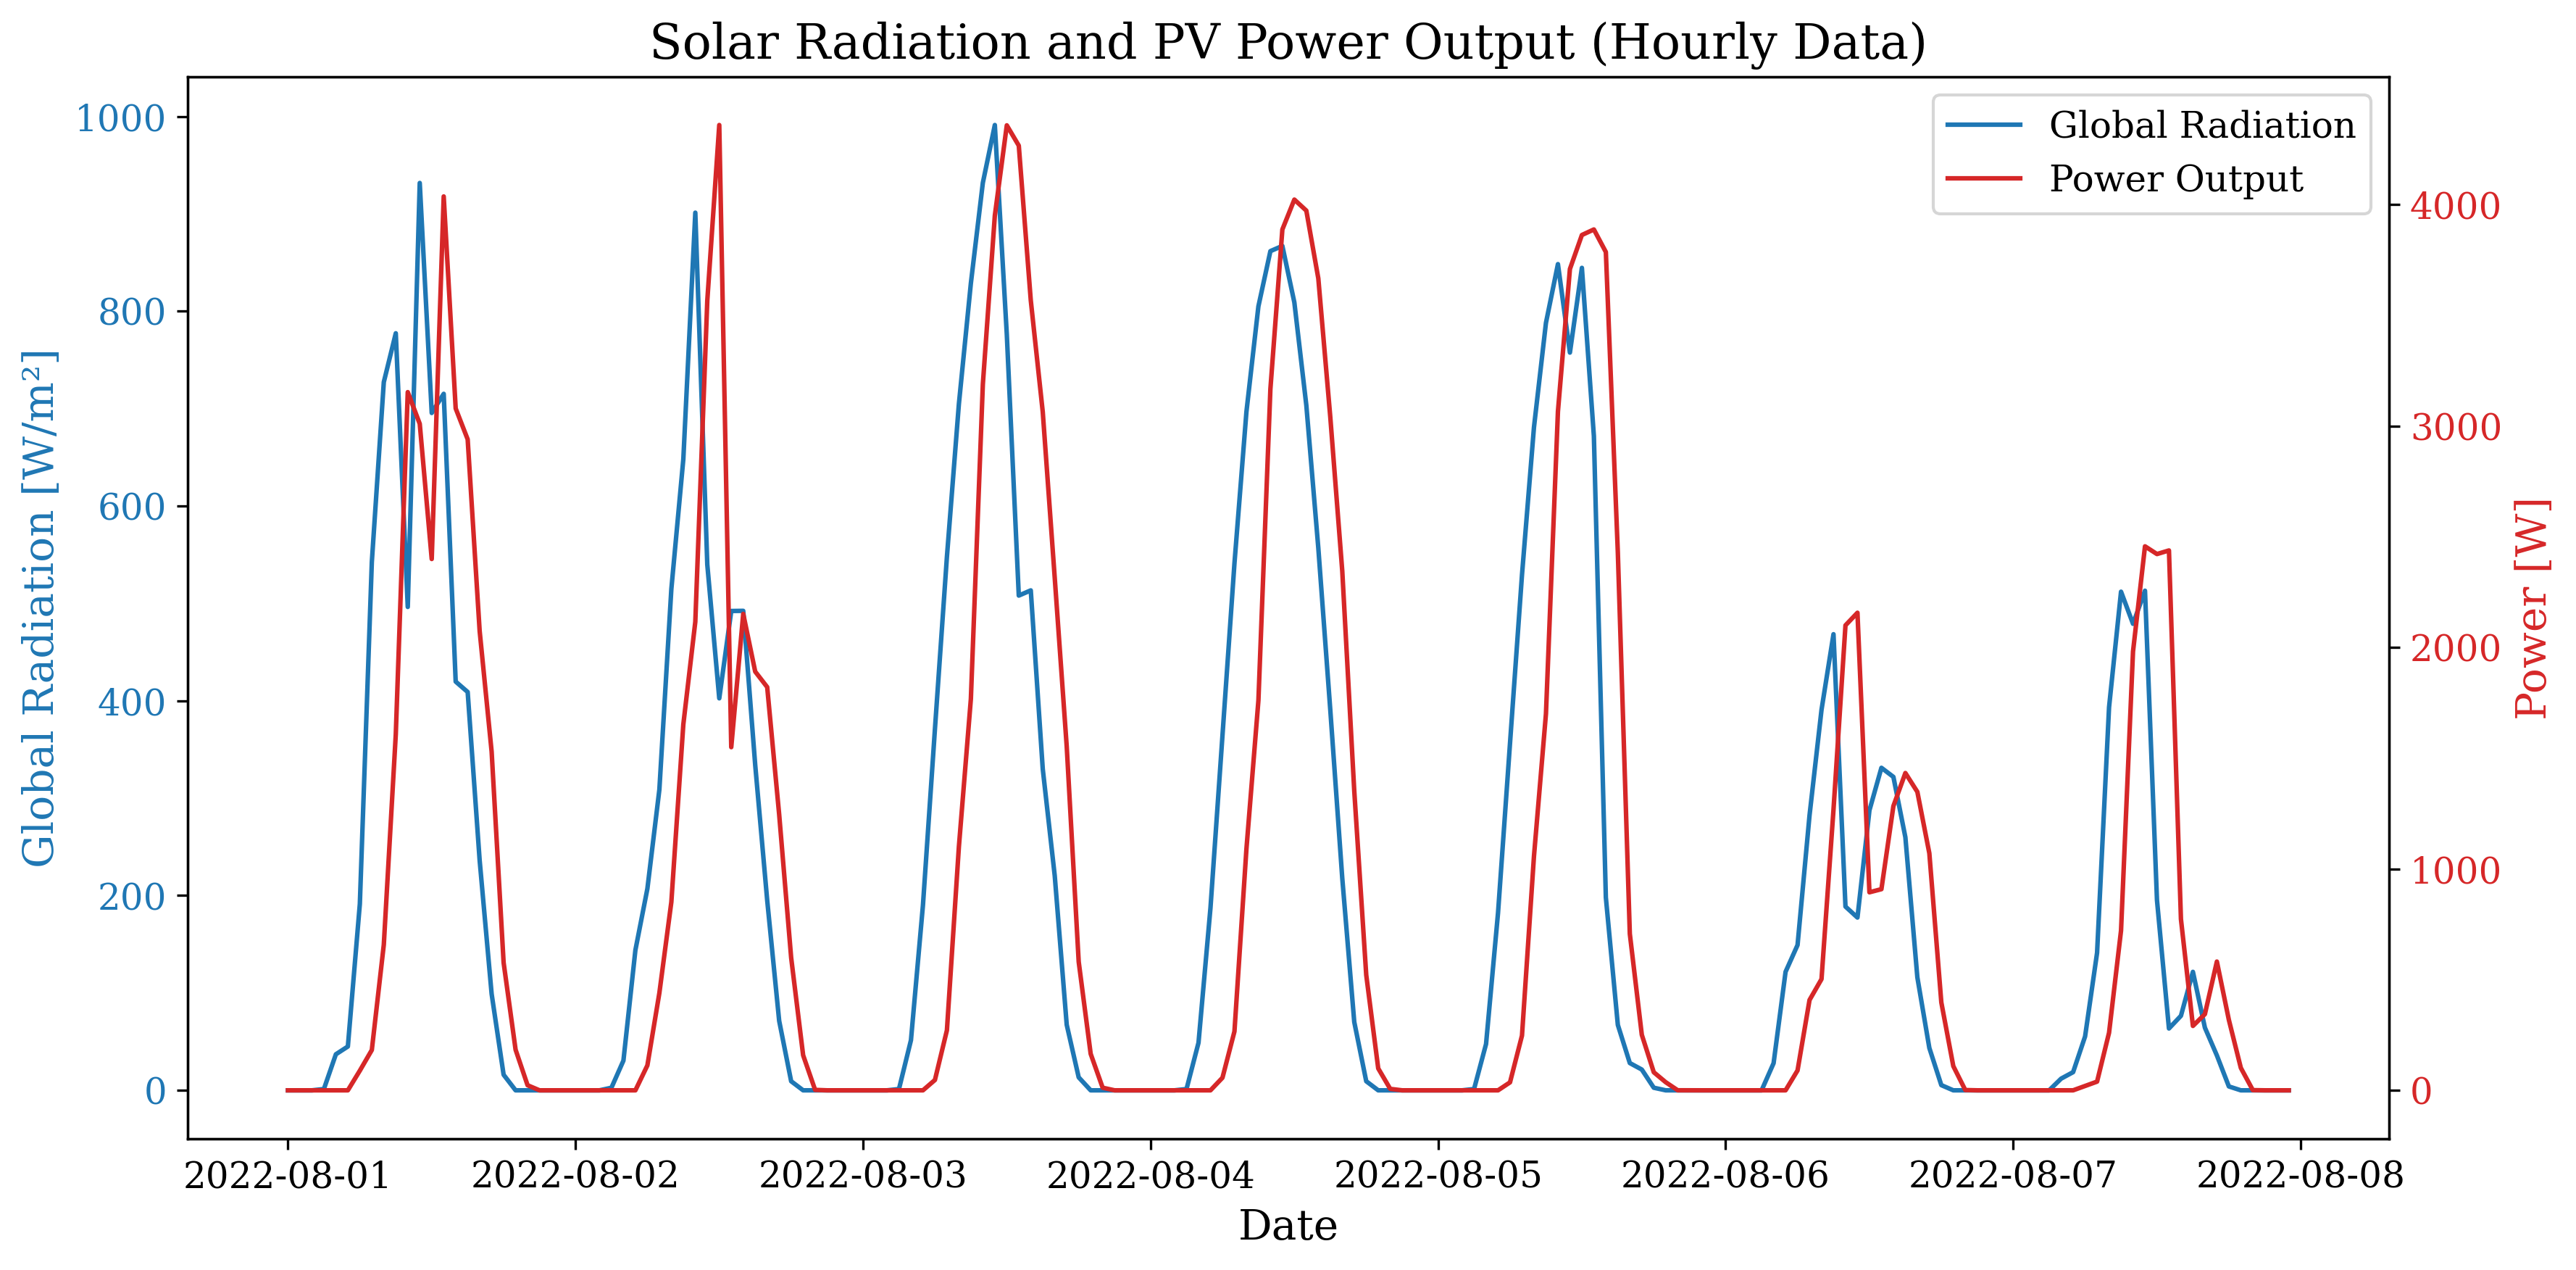 Solar Radiation and PV Power Output (Hourly Data)
Global Radiation
Power Output
Global Radiation [W/m²]
1000
800
600
400
200
0
4000
3000
2000
1000
0
Power [W]
2022-08-01 2022-08-02 2022-08-03 2022-08-04 2022-08-05 2022-08-06 2022-08-07 2022-08-08
Date